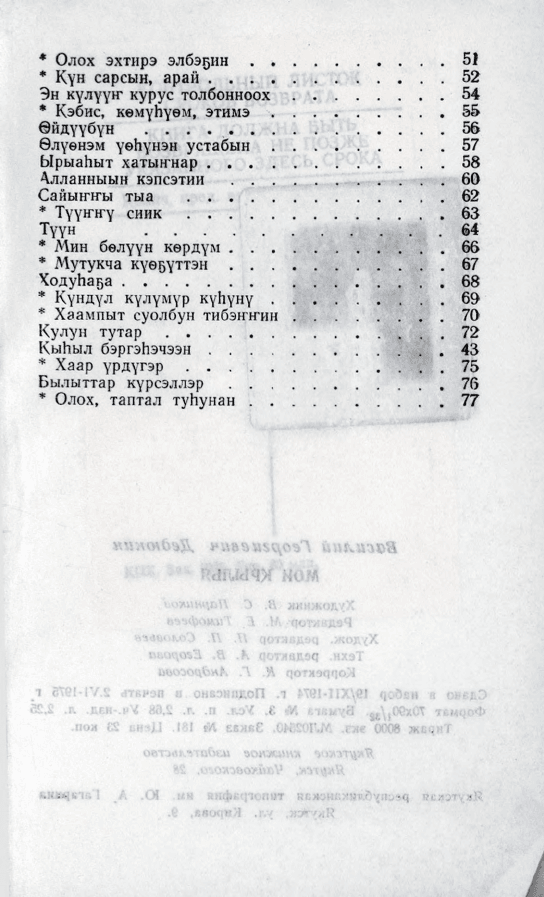 * Олох эхтирэ элбэҕин . . . . . . . . . 51
* Күн сарсын, арай . . . . . . . . . . 52
Эн күлүүҥ курус толбонноох . . . . . . . . 54
* Кэбис, көмүһүөм, этимэ . . . . . . . . 55
Өйдүүбүн . . . . . . . . . . . . . 56
Өлүөнэм үөһүнэн устабын . . . . . . . . 57
Ырыаһыт хатыҥнар . . . . . . . . . . 58
Алланныын кэпсэтии . . . . . . . . . . 60
Сайыҥҥы тыа . . . . . . . . . . . . 62
* Түүҥҥү сиик . . . . . . . . . . . . 63
Түүн . . . . . . . . . . . . . . 64
* Мин бөлүүн көрдүм . . . . . . . . . . 66
* Мутукча күөҕүттэн . . . . . . . . . . 67
Ходуһаҕа . . . . . . . . . . . . . 68
* Күндүл күлүмүр күһүнү . . . . . . . . 69
* Хаампыт суолбун тибэҥҥин . . . . . . . . 70
Кулун тутар . . . . . . . . . . . . 72
Кыһыл бэргэһэчээн . . . . . . . . . . 43
* Хаар үрдүгэр . . . . . . . . . . . . 75
Былыттар күрсэллэр . . . . . . . . . . 76
* Олох, таптал туһунан . . . . . . . . . 77